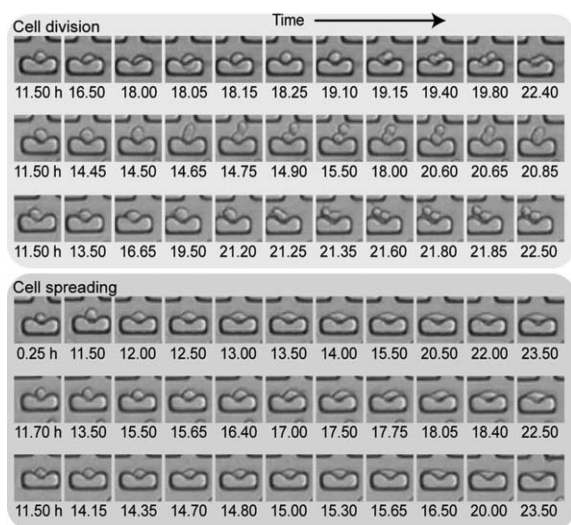 Time
Cell division
11.50 h 16.50 18.00 18.05 18.15 18.25 19.10 19.15 19.40 19.80 22.40
11.50 h 14.45 14.50 14.65 14.75 14.90 15.50 18.00 20.60 20.65 20.85
11.50 h 13.50 16.65 19.50 21.20 21.25 21.35 21.60 21.80 21.85 22.50
Cell spreading
0.25 h 11.50 12.00 12.50 13.00 13.50 14.00 15.50 20.50 22.00 23.50
11.70 h 13.50 15.50 15.65 16.40 17.00 17.50 17.75 18.05 18.40 22.50
11.50 h 14.15 14.35 14.70 14.80 15.00 15.30 15.65 16.50 20.00 23.50